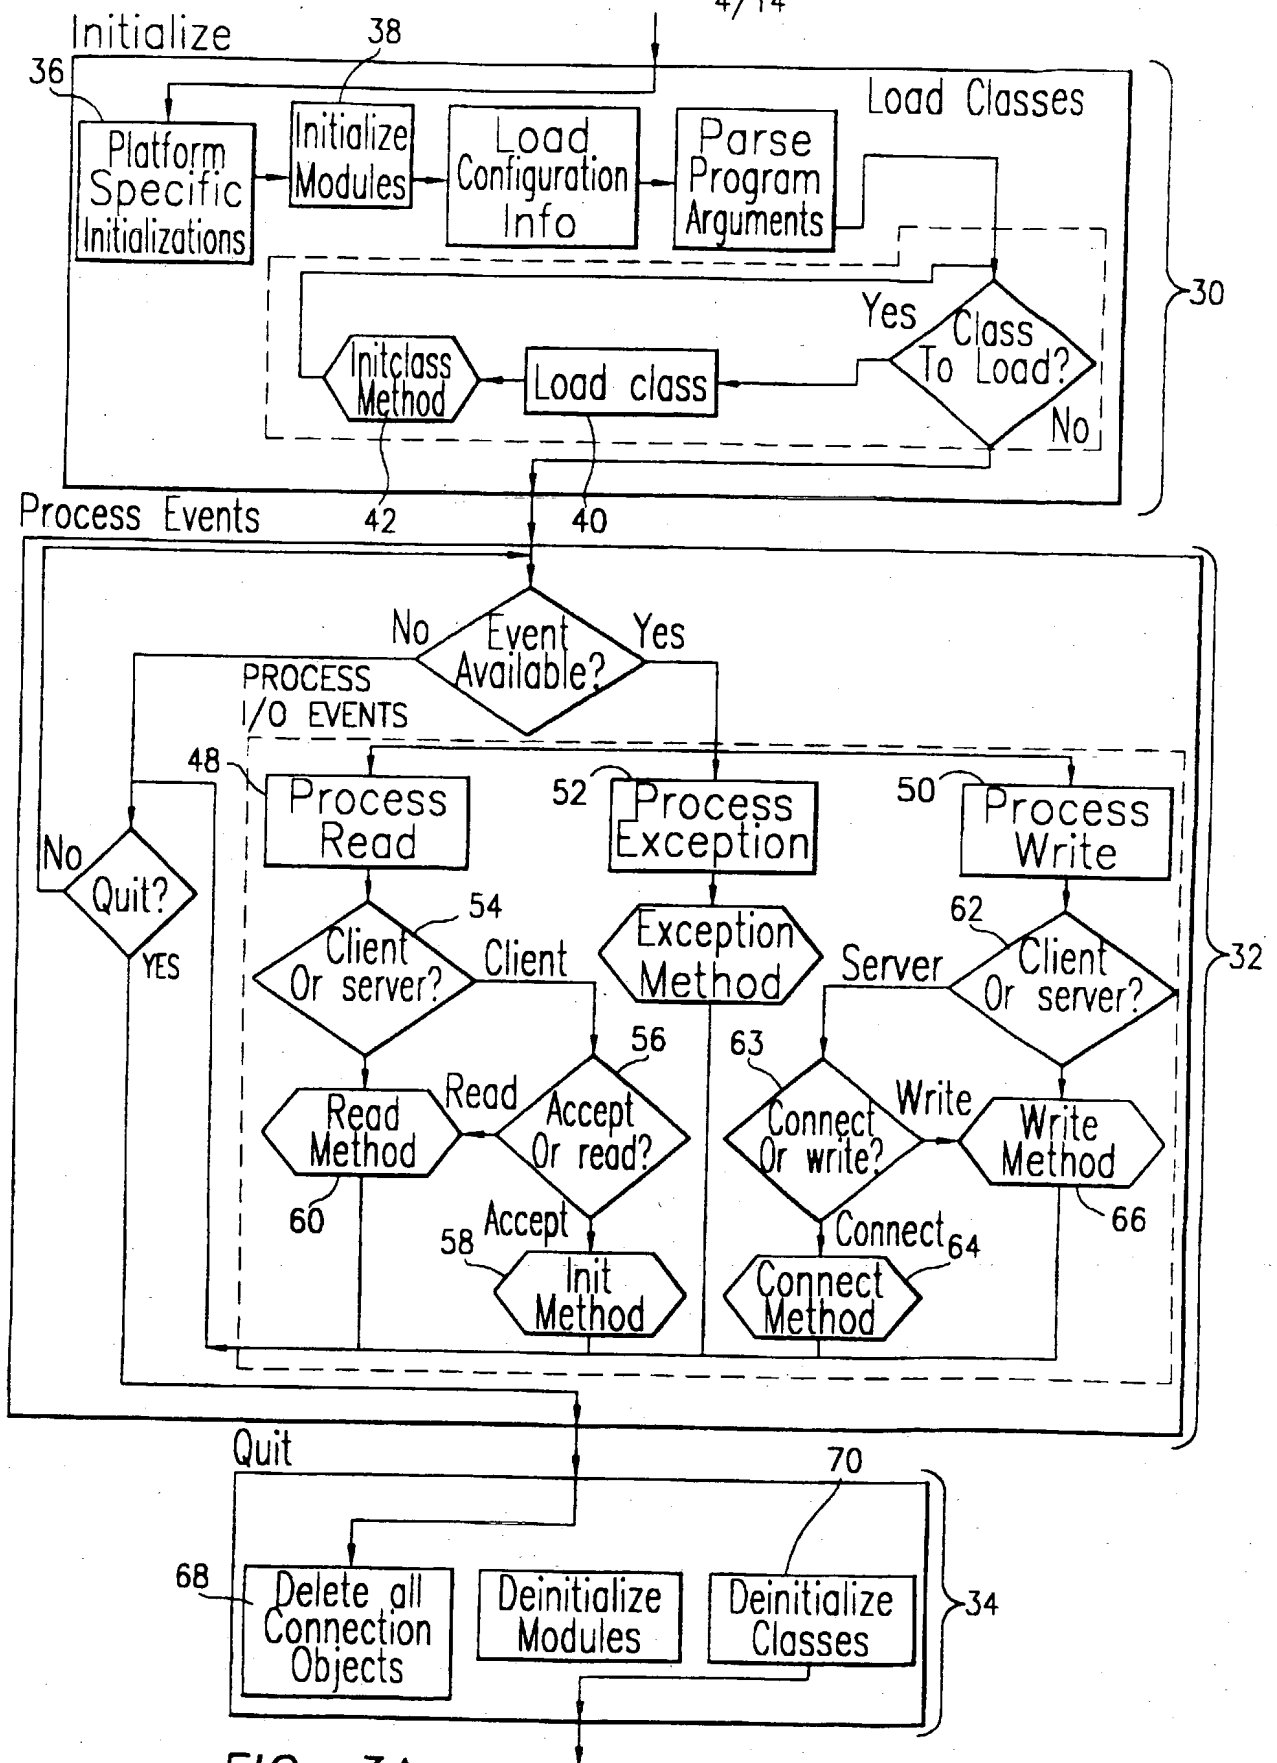 4/14
Initialize
38
36
Load Classes
Platform
Specific
Initializations
Initialize
Modules
Load
Configuration
Info
Parse
Program
Arguments
30
Yes
Class
To Load?
Initclass
Method
Load class
No
42
40
Process Events
No
Event
Available?
Yes
PROCESS
I/O EVENTS
48
Process
Read
52
Process
Exception
50
Process
Write
No
Quit?
YES
54
Client
Or server?
Client
Exception
Method
62
Server
Client
Or server?
32
56
63
Read
Method
Read
Accept
Or read?
Connect
Or write?
Write
Write
Method
60
Accept
66
58
Init
Method
Connect
64
Connect
Method
Quit
70
68
Delete all
Connection
Objects
Deinitialize
Modules
Deinitialize
Classes
34
FIG. 3A